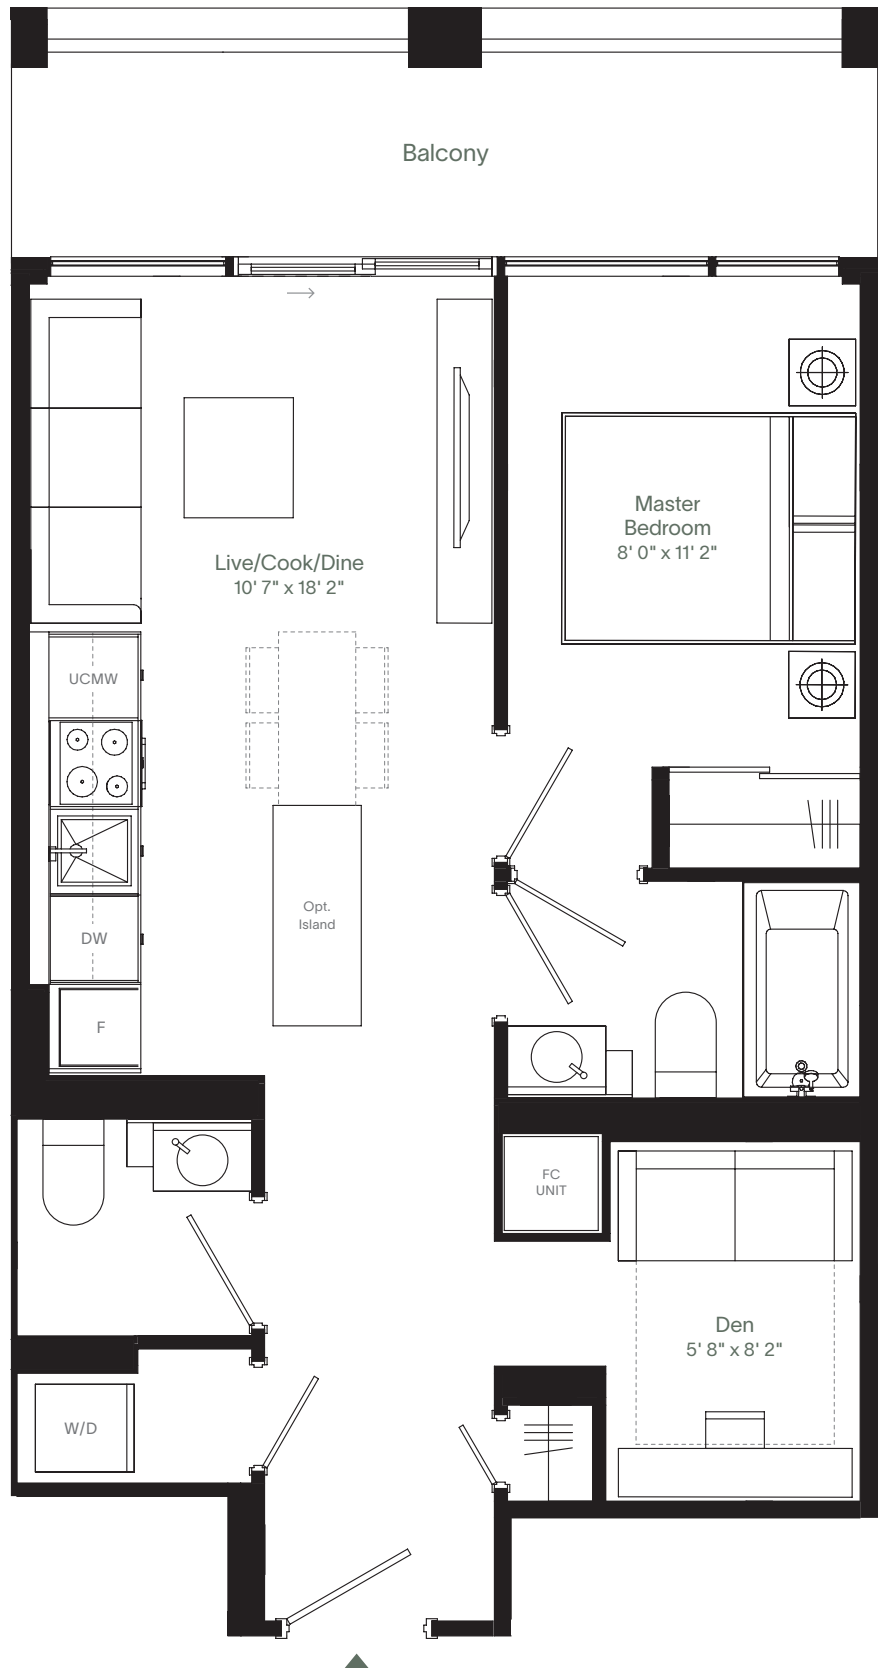 Balcony
Live/Cook/Dine
10' 7" x 18' 2"
Master
Bedroom
8' 0" x 11' 2"
UCMW
DW
F
Opt.
Island
FC
UNIT
Den
5' 8" x 8' 2"
W/D